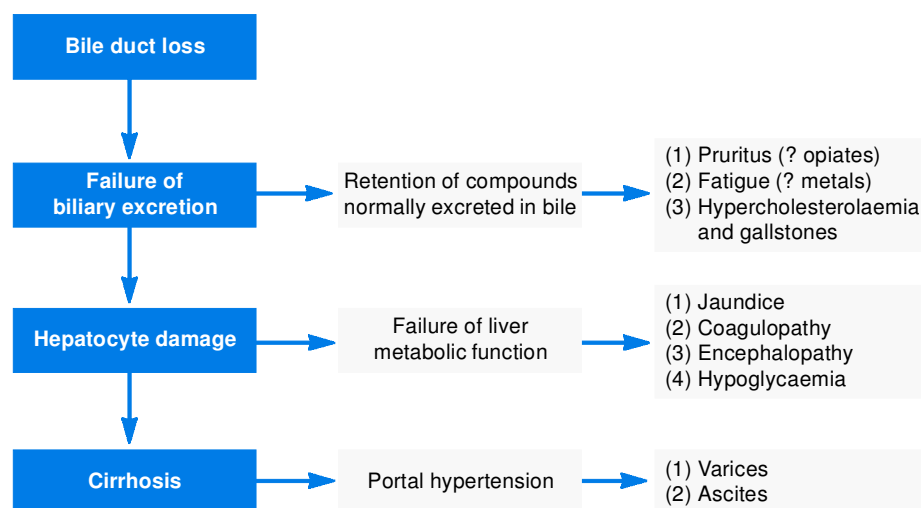 Bile duct loss
Failure of
biliary excretion
Retention of compounds
normally excreted in bile
(1) Pruritus (? opiates)
(2) Fatigue (? metals)
(3) Hypercholesterolaemia
and gallstones
Hepatocyte damage
Failure of liver
metabolic function
(1) Jaundice
(2) Coagulopathy
(3) Encephalopathy
(4) Hypoglycaemia
Cirrhosis
Portal hypertension
(1) Varices
(2) Ascites